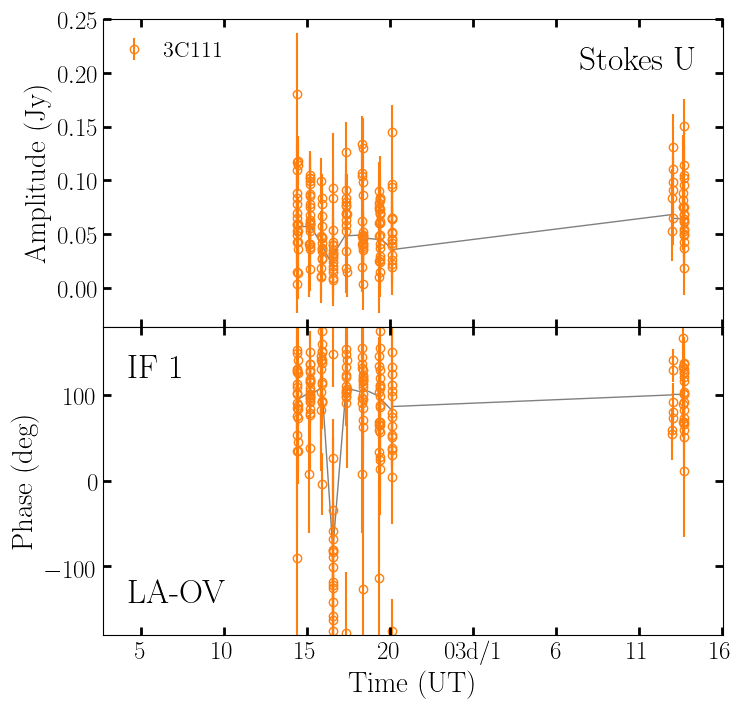 0.25
0.20
0.15
0.10
0.05
0.00
Amplitude (Jy)
3C111
Stokes U
100
0
−100
Phase (deg)
IF 1
LA-OV
5 10 15 20 03d/1 6 11 16
Time (UT)